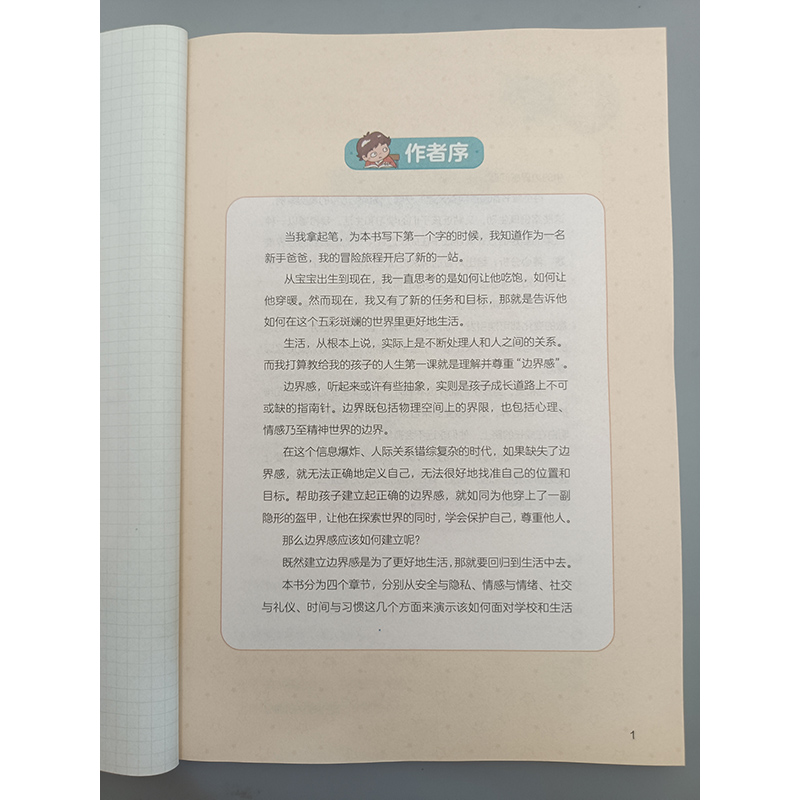 作者序
当我拿起笔，为本书写下第一个字的时候，我知道作为一名
新手爸爸，我的冒险旅程开启了新的一站。
从宝宝出生到现在，我一直思考的是如何让他吃饱，如何让
他穿暖。然而现在，我又有了新的任务和目标，那就是告诉他
如何在这个五彩斑斓的世界里更好地生活。
生活，从根本上说，实际上是不断处理人和人之间的关系。
而我打算教给我的孩子的人生第一课就是理解并尊重“边界感”。
边界感，听起来或许有些抽象，实则是孩子成长道路上不可
或缺的指南针。边界既包括物理空间上的界限，也包括心理、
情感乃至精神世界的边界。
在这个信息爆炸、人际关系错综复杂的时代，如果缺失了边
界感，就无法正确地定义自己，无法很好地找准自己的位置和
目标。帮助孩子建立起正确的边界感，就如同为他穿上了一副
隐形的盔甲，让他在探索世界的同时，学会保护自己，尊重他人。
那么边界感应该如何建立呢？
既然建立边界感是为了更好地生活，那就要回归到生活中去。
本书分为四个章节，分别从安全与隐私、情感与情绪、社交
与礼仪、时间与习惯这几个方面来演示该如何面对学校和生活
1